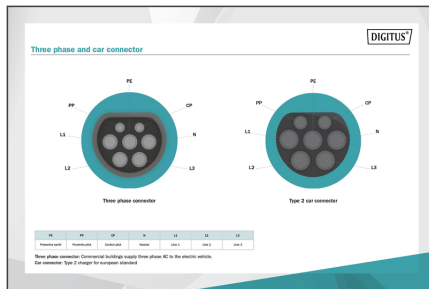 DIGITUS®
Three phase and car connector
PE
PP
CP
L1
N
L2
L3
Three phase connector
PE
PP
CP
L1
N
L2
L3
Type 2 car connector
PE PP CP N L1 L2 L3
Protective earth Proximity pilot Control pilot Neutral Line 1 Line 2 Line 3
Three phase connector: Commercial buildings supply three phase AC to the electric vehicle.
Car connector: Type 2 charger for european standard